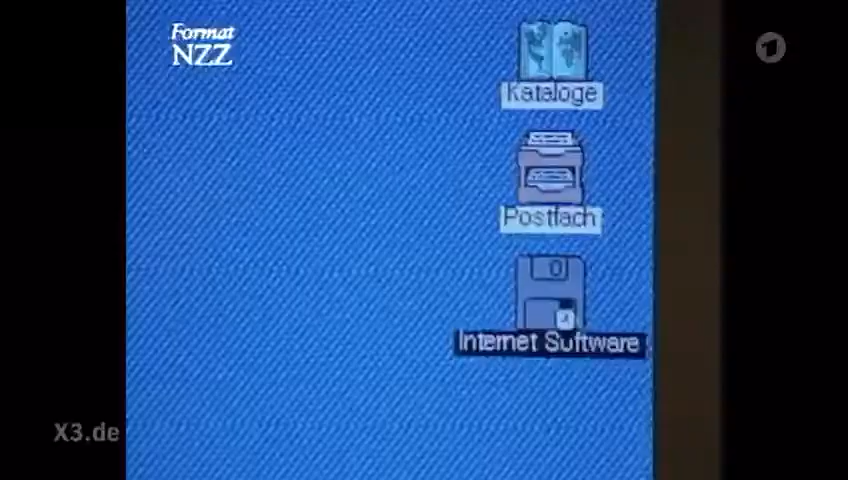 Format
NZZ
Kataloge
Postfach
Internet Software
X3.de